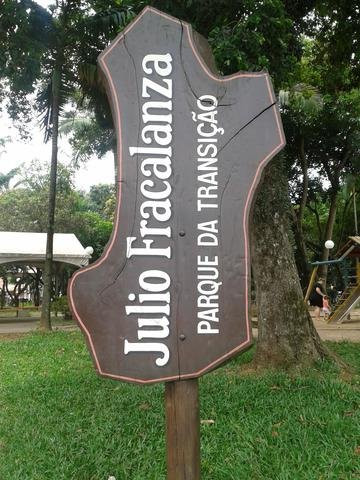 Julio Fracalanza
PARQUE DA TRANSIÇÃO